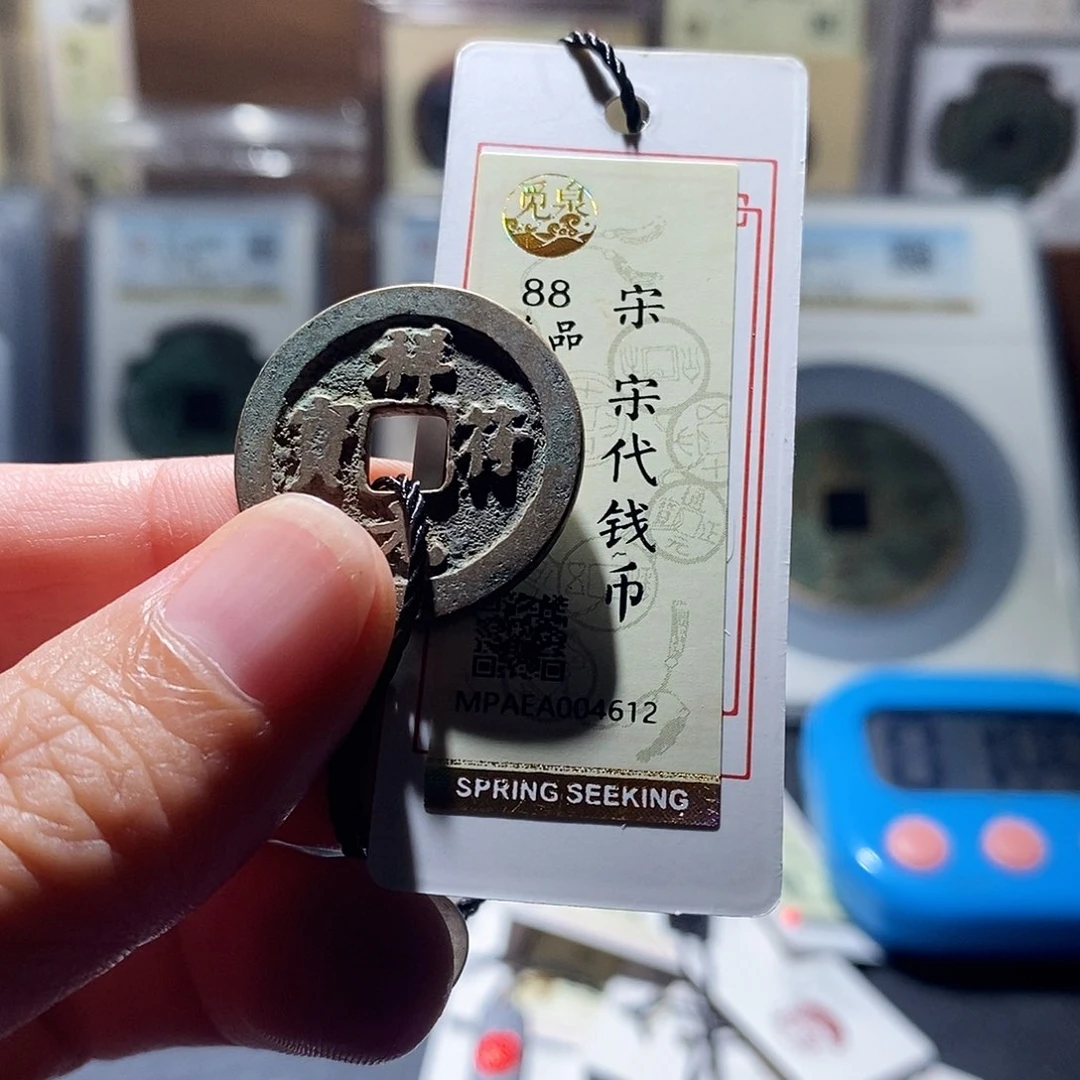 觅泉
88
品
宋
宋代钱币
祥
符
寶
MPAEA004612
SPRING SEEKING